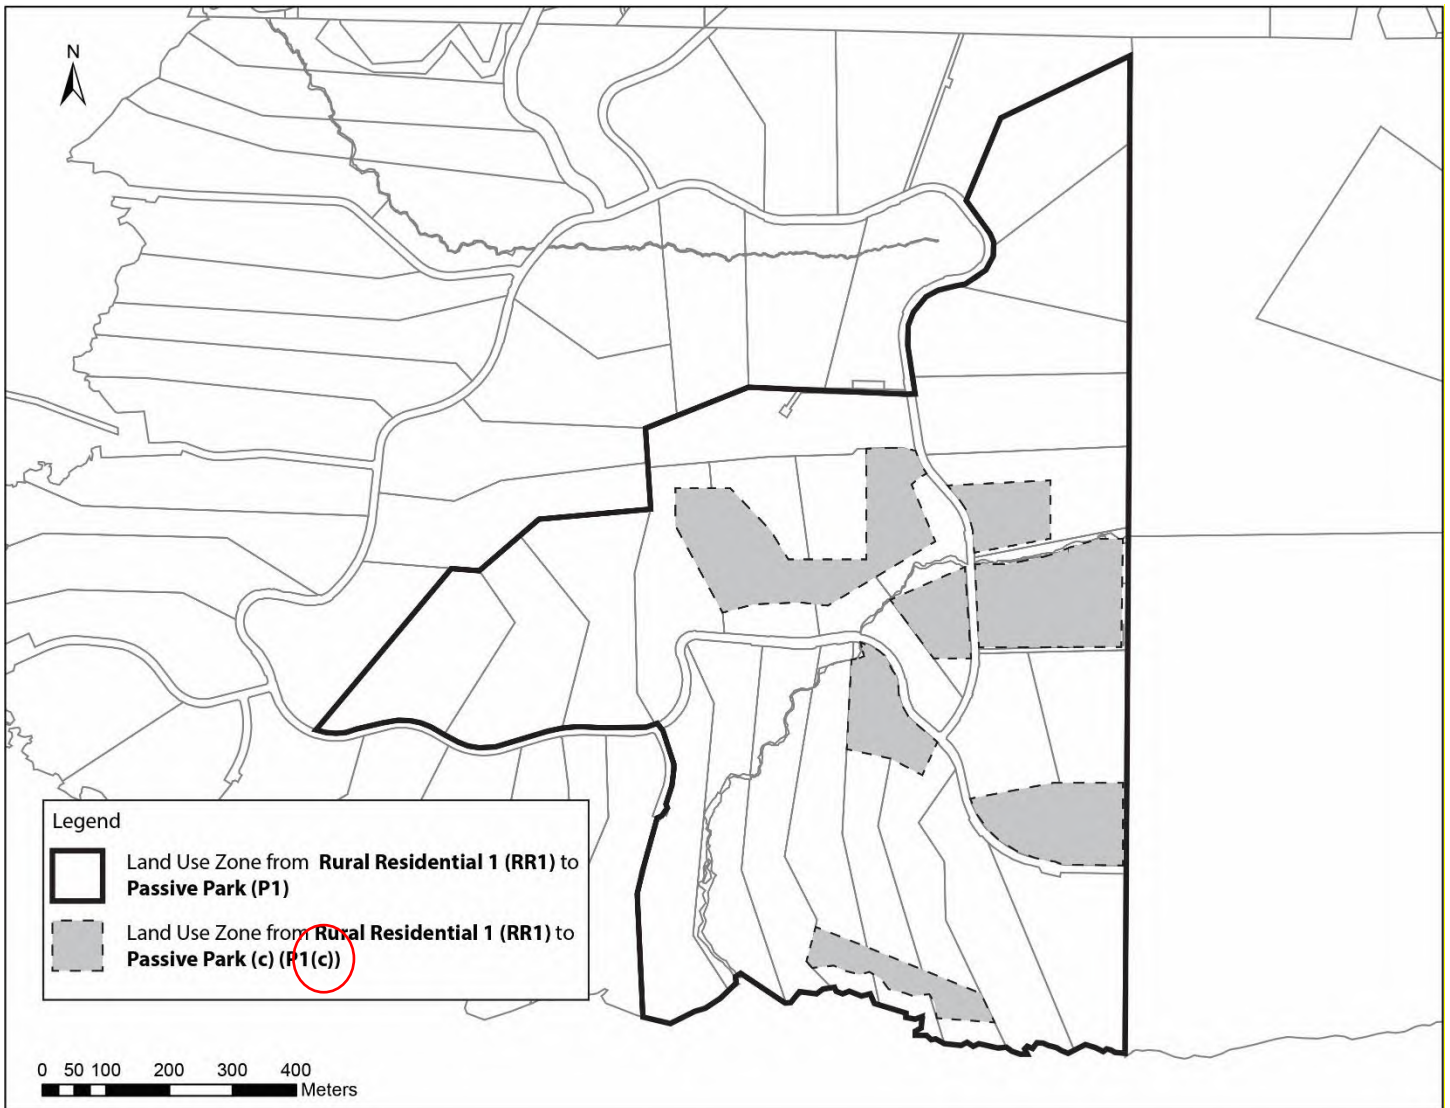 N
Legend
Land Use Zone from Rural Residential 1 (RR1) to
Passive Park (P1)
Land Use Zone from Rural Residential 1 (RR1) to
Passive Park (c) (P1(c))
0 50 100 200 300 400
Meters